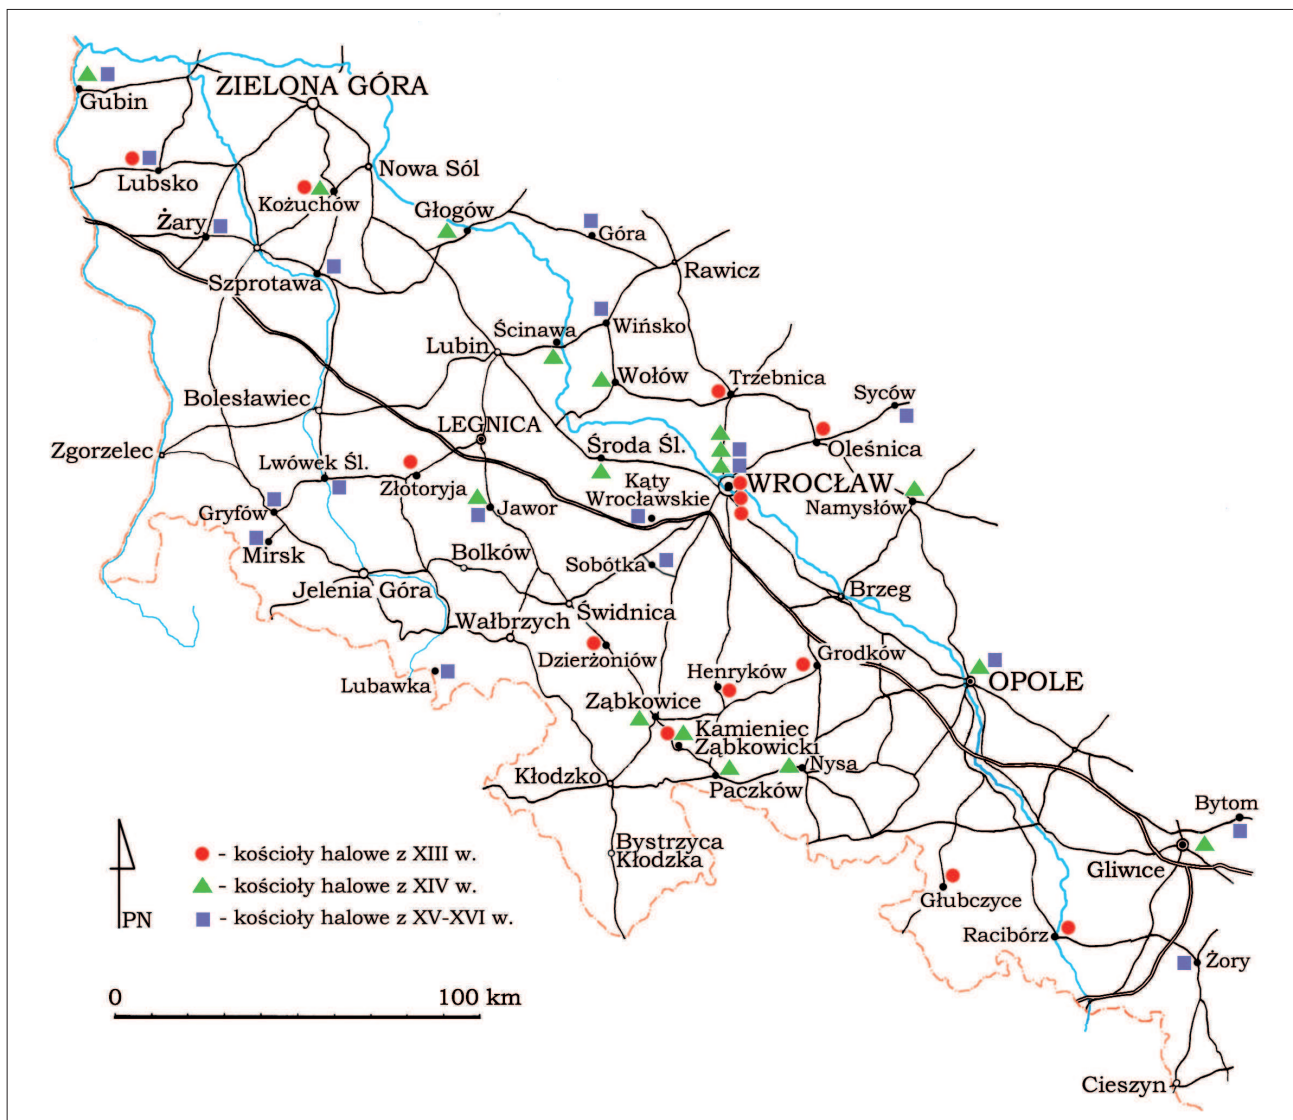 ZIELONA GÓRA
Gubin
Nowa Sól
Lubsko
Kożuchów
Głogów
Żary
Góra
Rawicz
Szprotawa
Ścinawa
Wińsko
Lubin
Wołów
Trzebnica
Syców
Bolesławiec
LEGNICA
Oleśnica
Zgorzelec
Lwówek Śl.
Środa Śl.
Złotoryja
Kąty
Wrocławskie
WROCŁAW
Gryfów
Jawor
Namysłów
Mirsk
Bolków
Sobótka
Jelenia Góra
Brzeg
Świdnica
Wałbrzych
Dzierżoniów
Grodków
Henryków
Lubawka
OPOLE
Ząbkowice
Kamieniec
Ząbkowicki
Kłodzko
Nysa
Paczków
Bytom
Bystrzyca
Kłodzka
- kościoły halowe z XIII w.
- kościoły halowe z XIV w.
- kościoły halowe z XV-XVI w.
PN
Gliwice
Głubczyce
Racibórz
Żory
0 100 km
Cieszyn